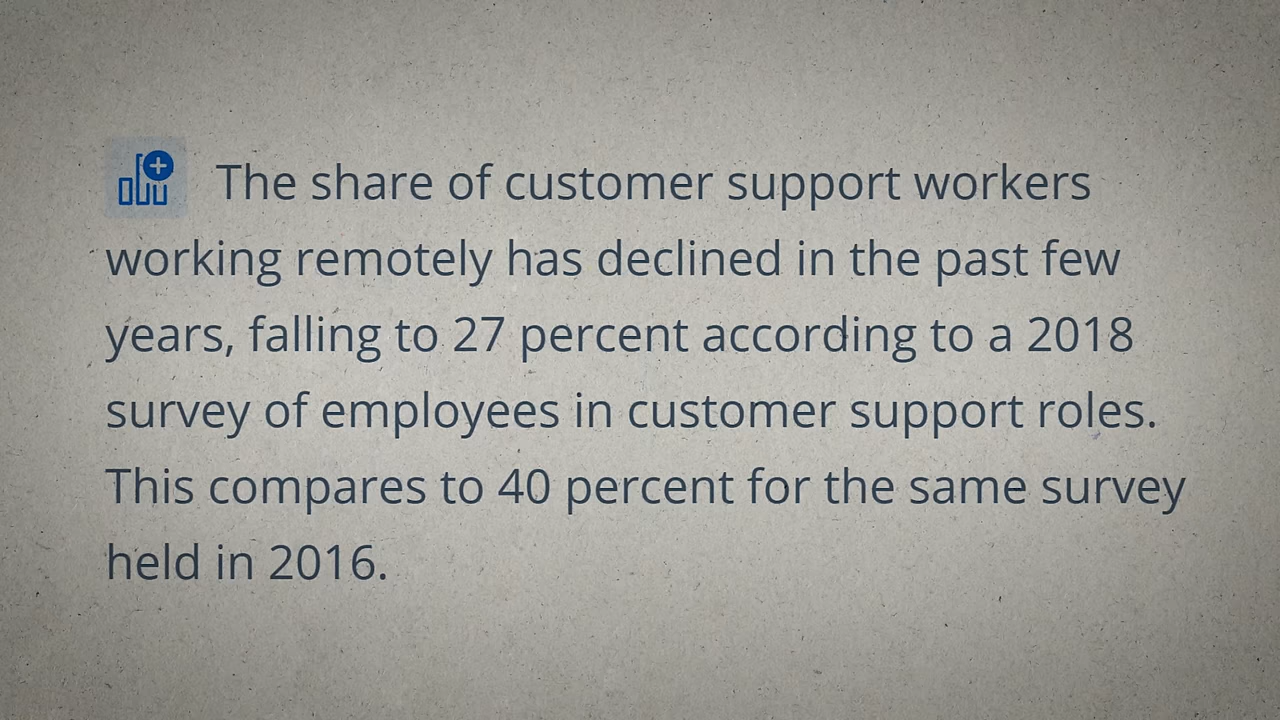 The share of customer support workers
working remotely has declined in the past few
years, falling to 27 percent according to a 2018
survey of employees in customer support roles.
This compares to 40 percent for the same survey
held in 2016.